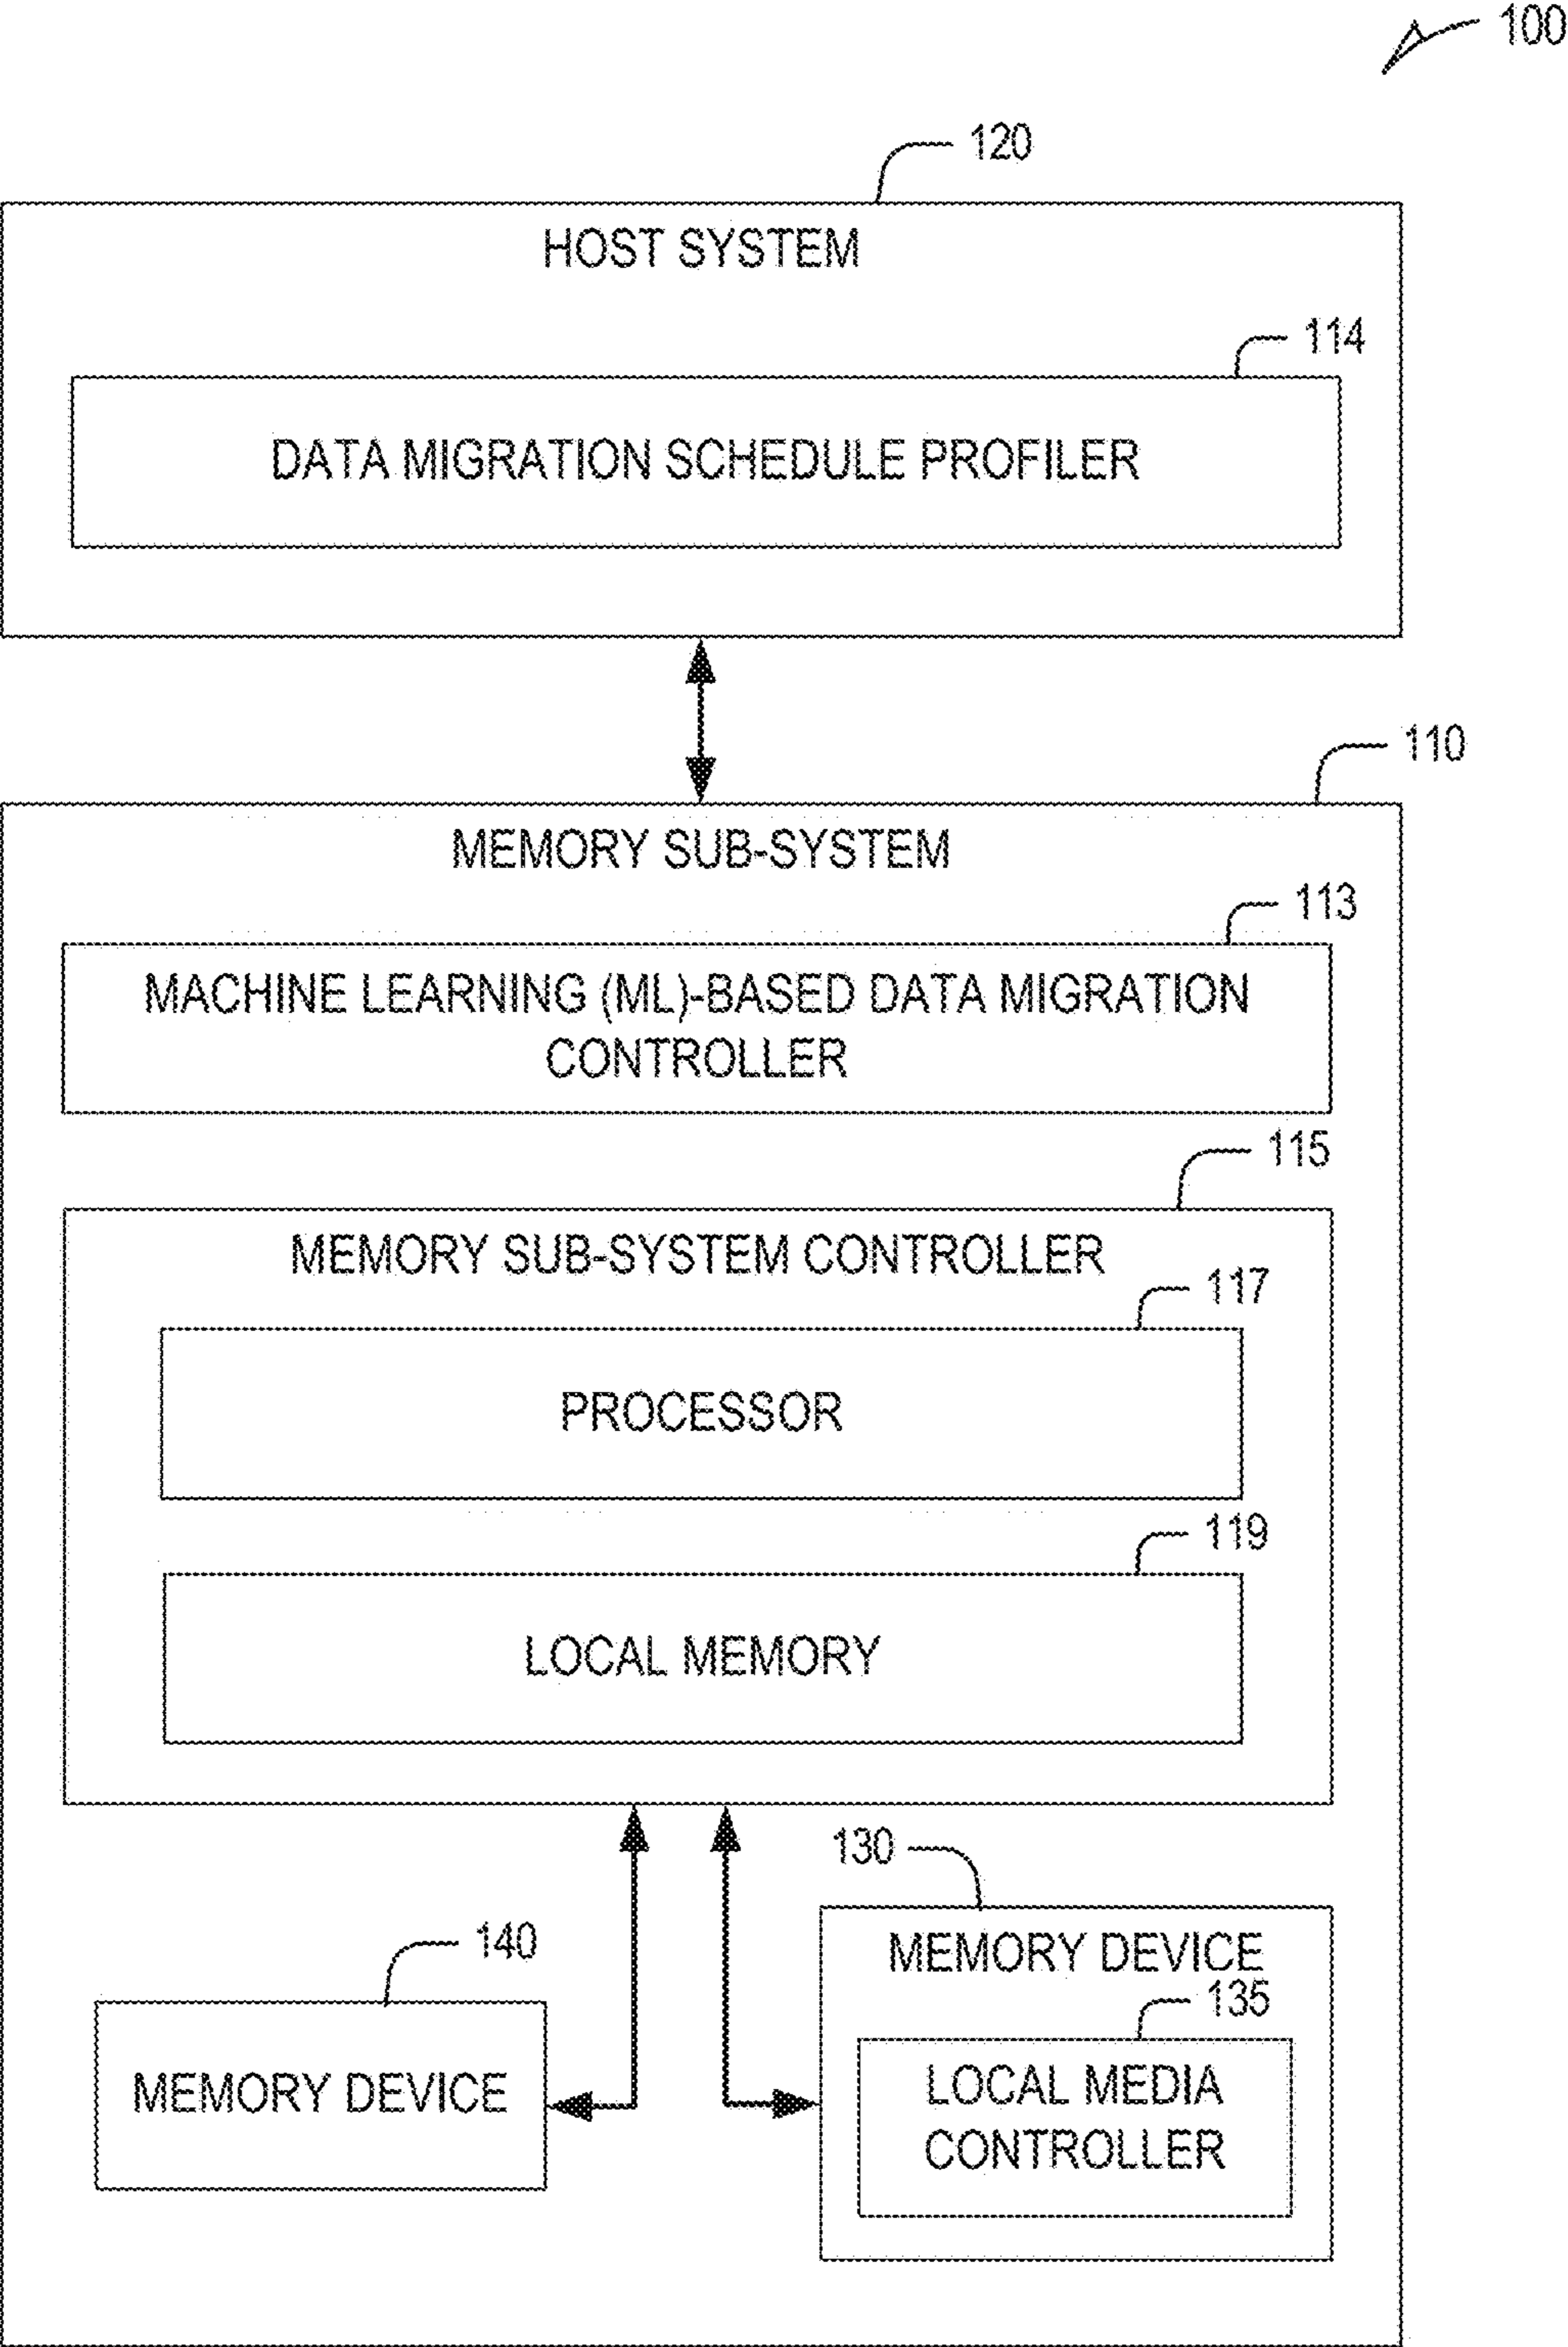 100
120
HOST SYSTEM
114
DATA MIGRATION SCHEDULE PROFILER
110
MEMORY SUB-SYSTEM
113
MACHINE LEARNING (ML)-BASED DATA MIGRATION
CONTROLLER
115
MEMORY SUB-SYSTEM CONTROLLER
117
PROCESSOR
119
LOCAL MEMORY
130
140
MEMORY DEVICE
135
MEMORY DEVICE
LOCAL MEDIA
CONTROLLER